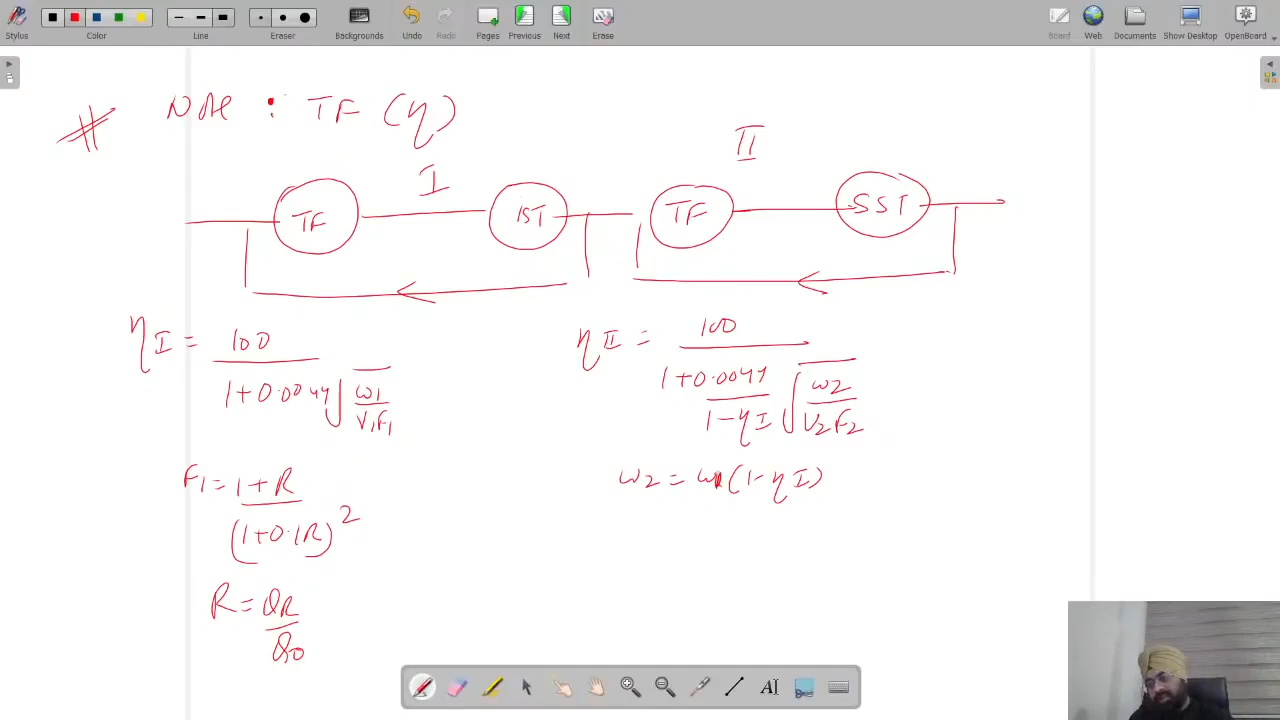 Stylus Color Line Eraser Backgrounds Undo Redo Pages Previous Next Erase Board Web Documents Show Desktop OpenBoard
# Note : TF (η)
I II
TF IST TF SST
ηI = 100 / (1+0.0044 √(w1/V1F1))
ηII = 100 / (1+ 0.0044/(1-ηI) √(w2/V2F2))
w2 = w1(1-ηI)
F1 = 1+R / (1+0.1R)^2
R = QR/Q0